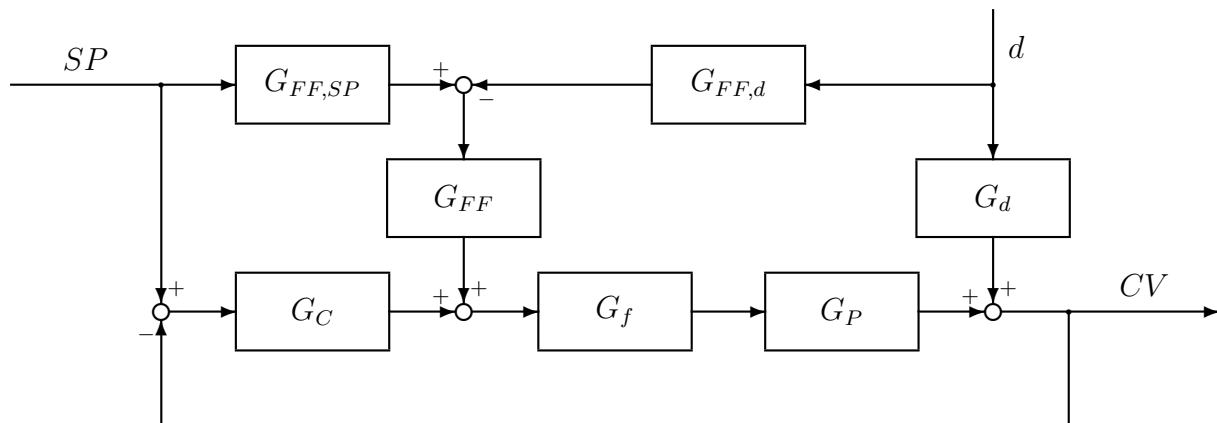 SP
d
G_{FF,SP}
+
−
G_{FF,d}
G_{FF}
G_d
+
−
G_C
+
+
G_f
G_P
+
+
CV